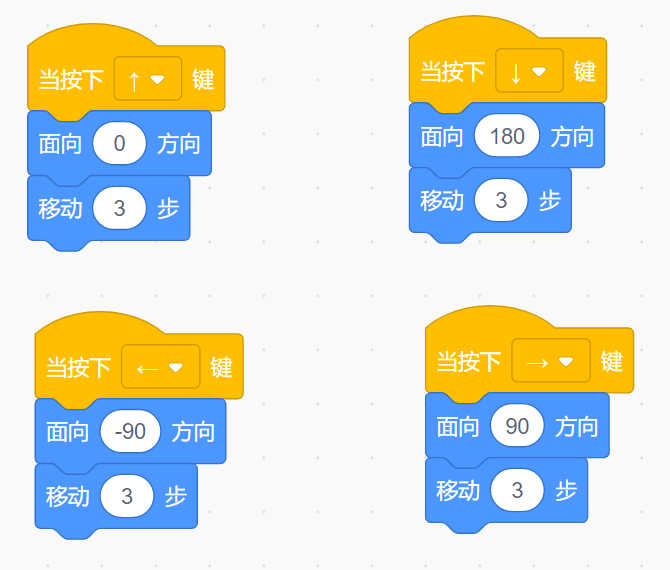 当按下 ↑ 键
面向 0 方向
移动 3 步
当按下 ↓ 键
面向 180 方向
移动 3 步
当按下 ← 键
面向 -90 方向
移动 3 步
当按下 → 键
面向 90 方向
移动 3 步